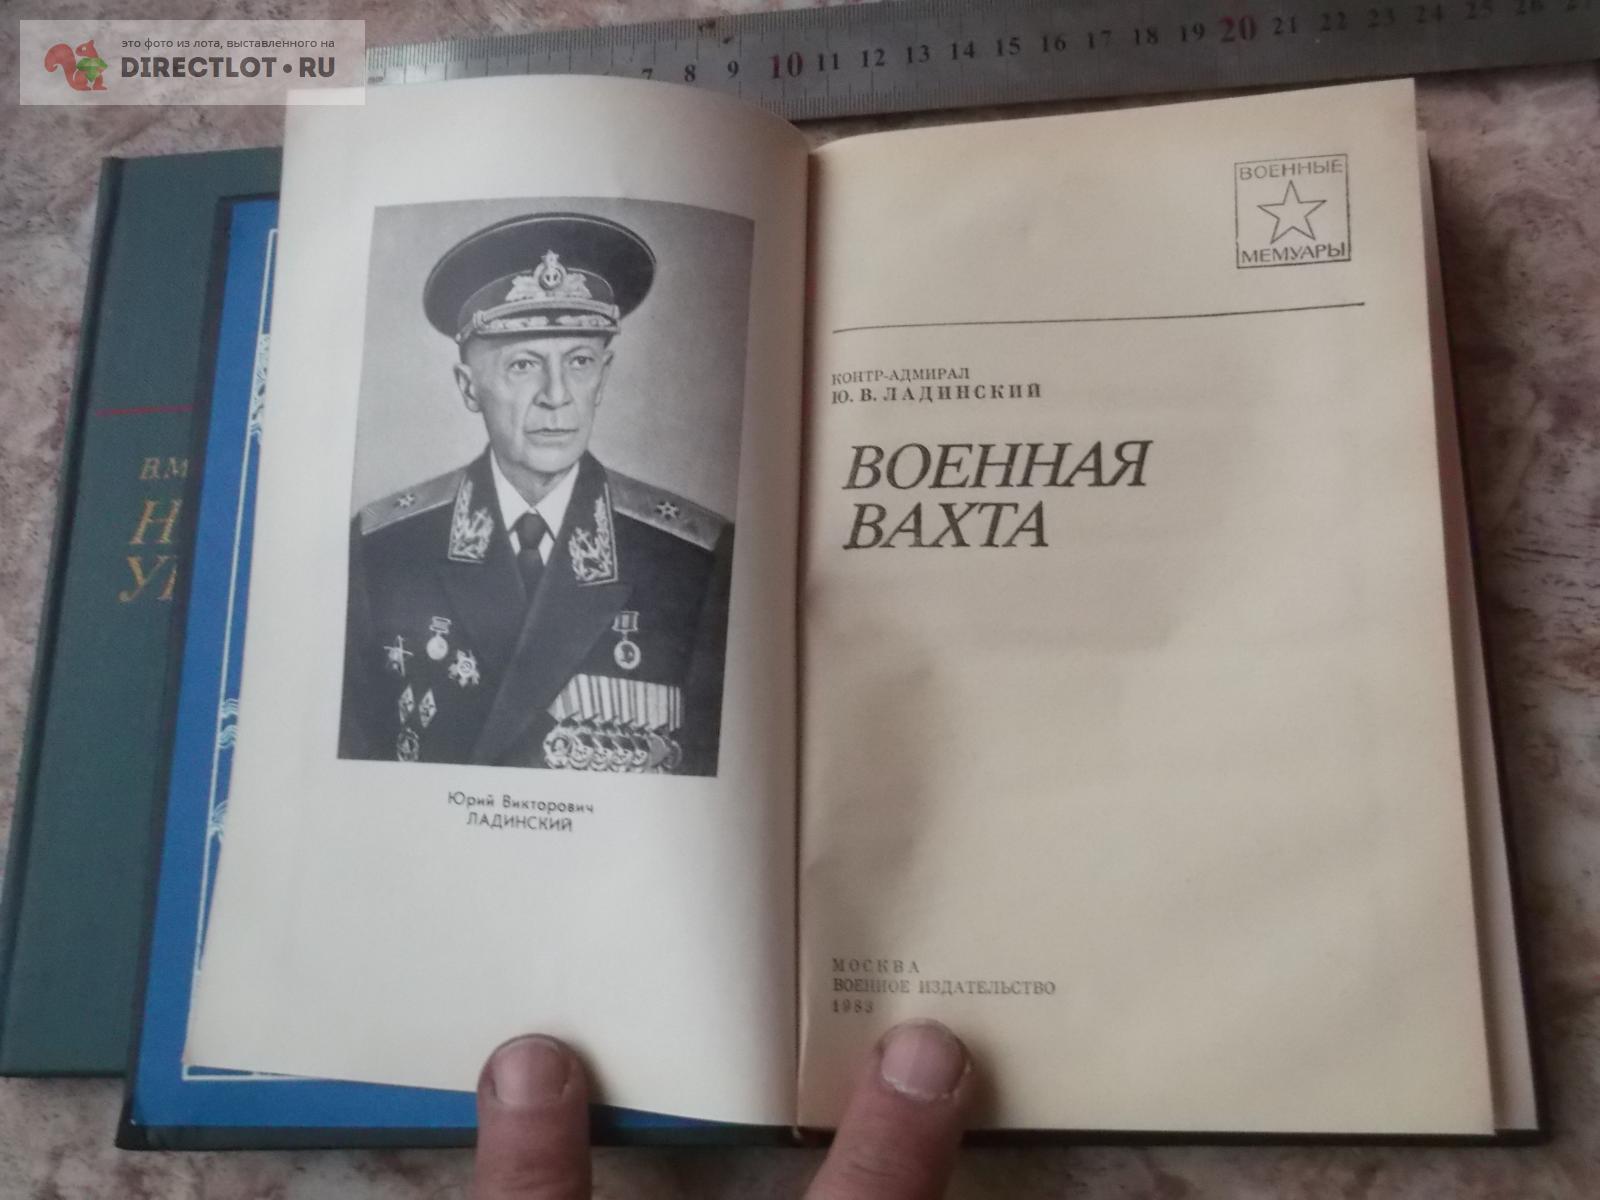 это фото из лота, выставленного на
DIRECTLOT.RU
7 8 9 10 11 12 13 14 15 16 17 18 19 20 21 22 23 24 25 26
ВОЕННЫЕ
МЕМУАРЫ
КОНТР-АДМИРАЛ
Ю. В. ЛАДИНСКИЙ
ВОЕННАЯ
ВАХТА
Юрий Викторович
ЛАДИНСКИЙ
МОСКВА
ВОЕННОЕ ИЗДАТЕЛЬСТВО
1983